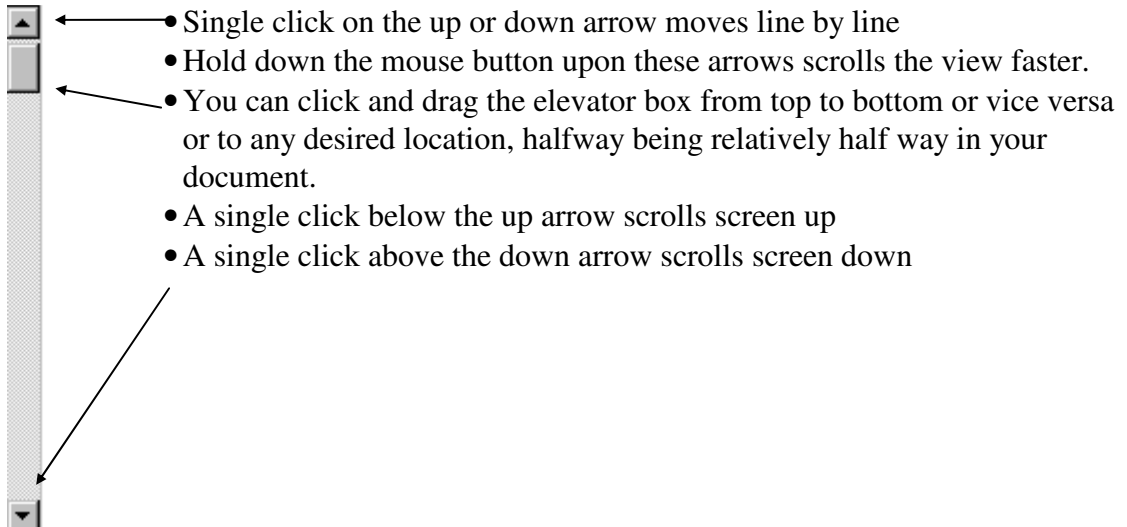 • Single click on the up or down arrow moves line by line
• Hold down the mouse button upon these arrows scrolls the view faster.
• You can click and drag the elevator box from top to bottom or vice versa
or to any desired location, halfway being relatively half way in your
document.
• A single click below the up arrow scrolls screen up
• A single click above the down arrow scrolls screen down